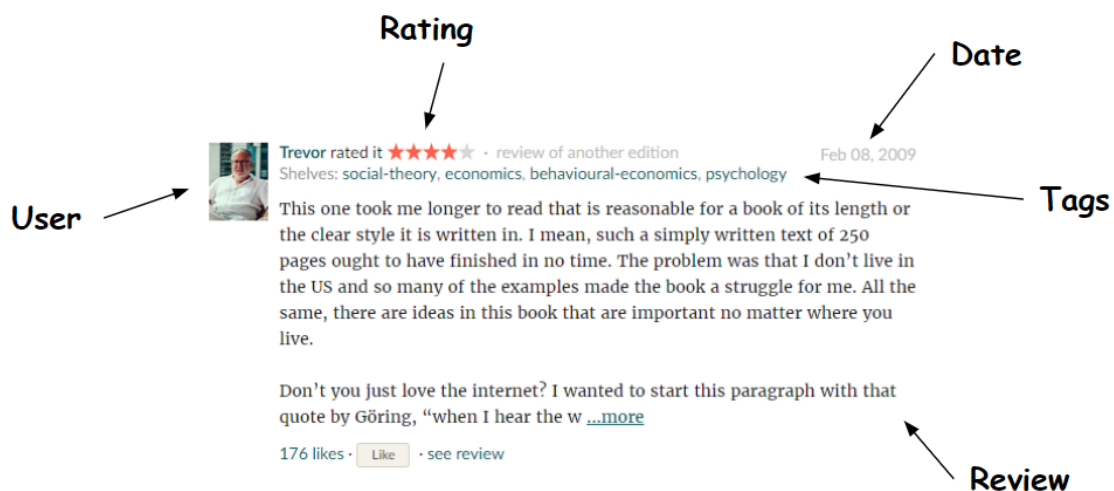 Rating
Date
Trevor rated it · review of another edition
Feb 08, 2009
Shelves: social-theory, economics, behavioural-economics, psychology
Tags
User
This one took me longer to read that is reasonable for a book of its length or
the clear style it is written in. I mean, such a simply written text of 250
pages ought to have finished in no time. The problem was that I don’t live in
the US and so many of the examples made the book a struggle for me. All the
same, there are ideas in this book that are important no matter where you
live.
Don’t you just love the internet? I wanted to start this paragraph with that
quote by Göring, “when I hear the w ...more
176 likes · Like · see review
Review